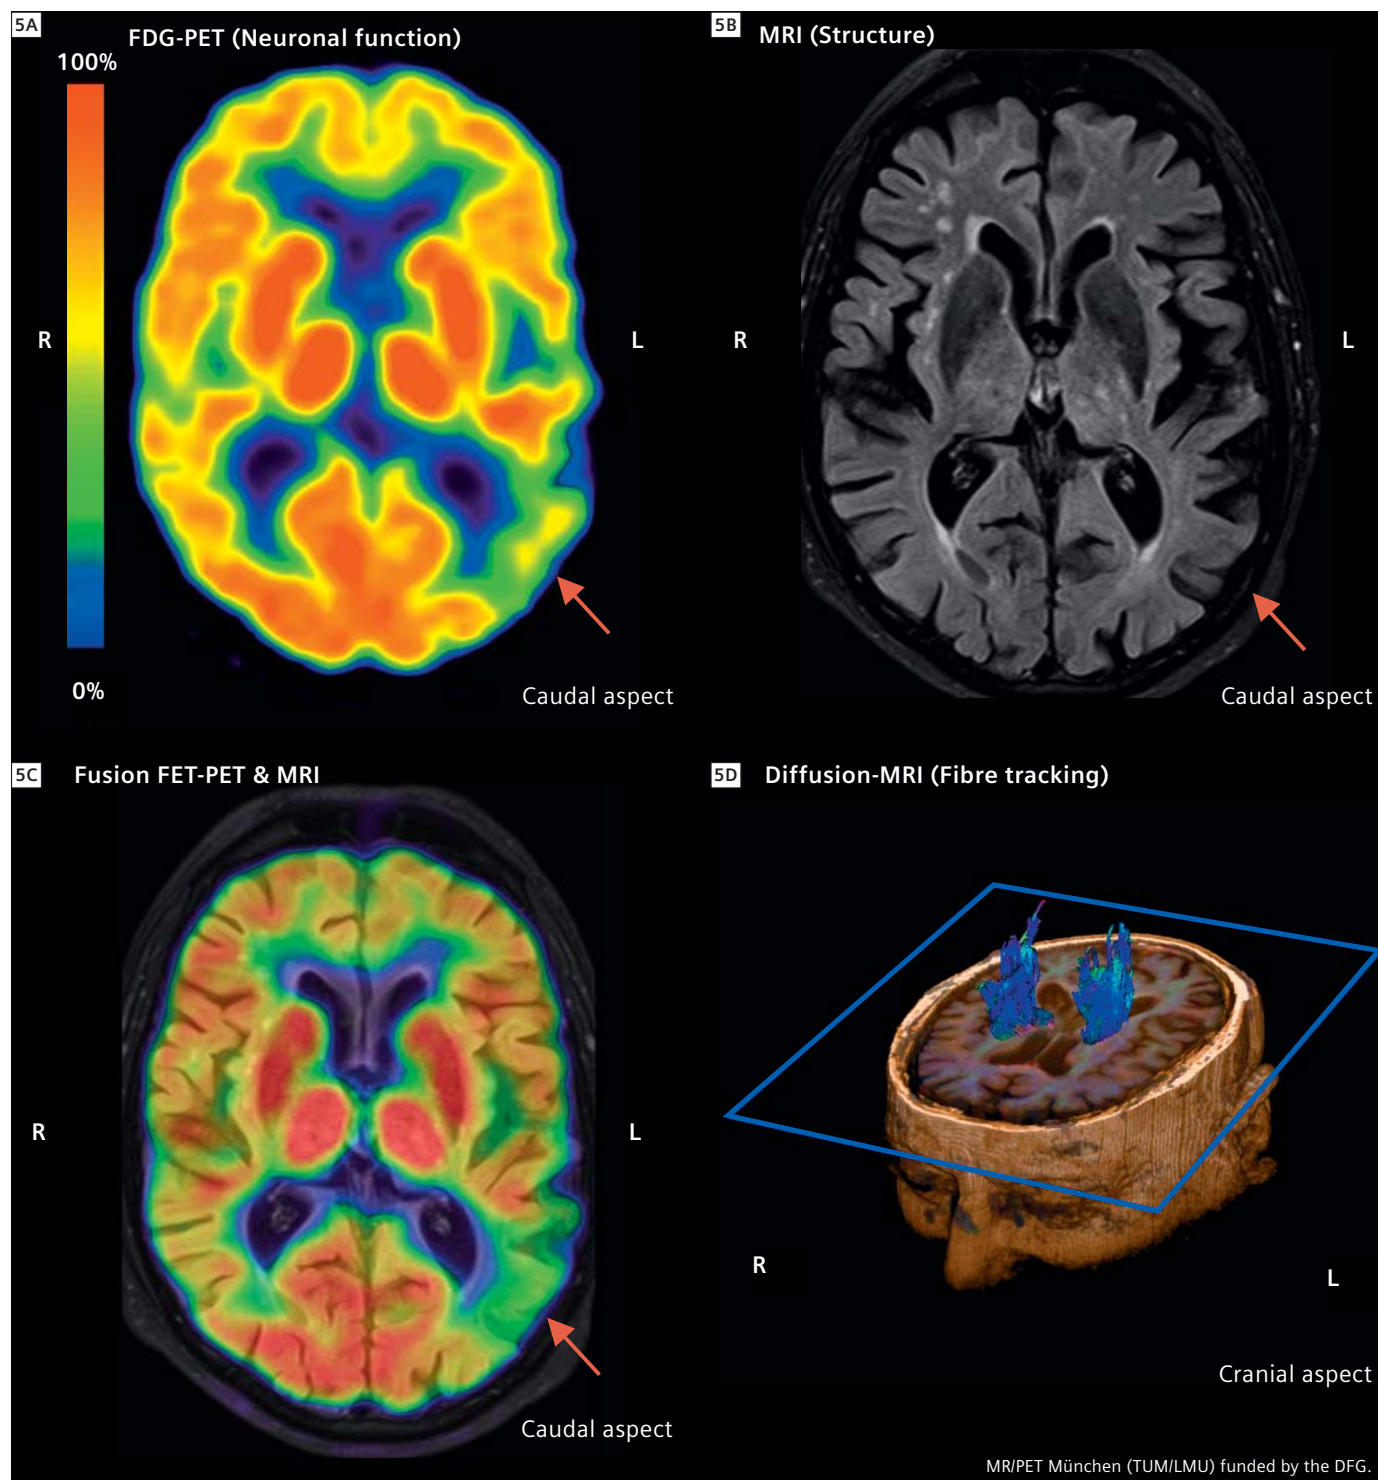 5A
FDG-PET (Neuronal function)
100%
R
L
0%
Caudal aspect
5B
MRI (Structure)
R
L
Caudal aspect
5C
Fusion FET-PET & MRI
R
L
Caudal aspect
5D
Diffusion-MRI (Fibre tracking)
R
L
Cranial aspect
MR/PET München (TUM/LMU) funded by the DFG.